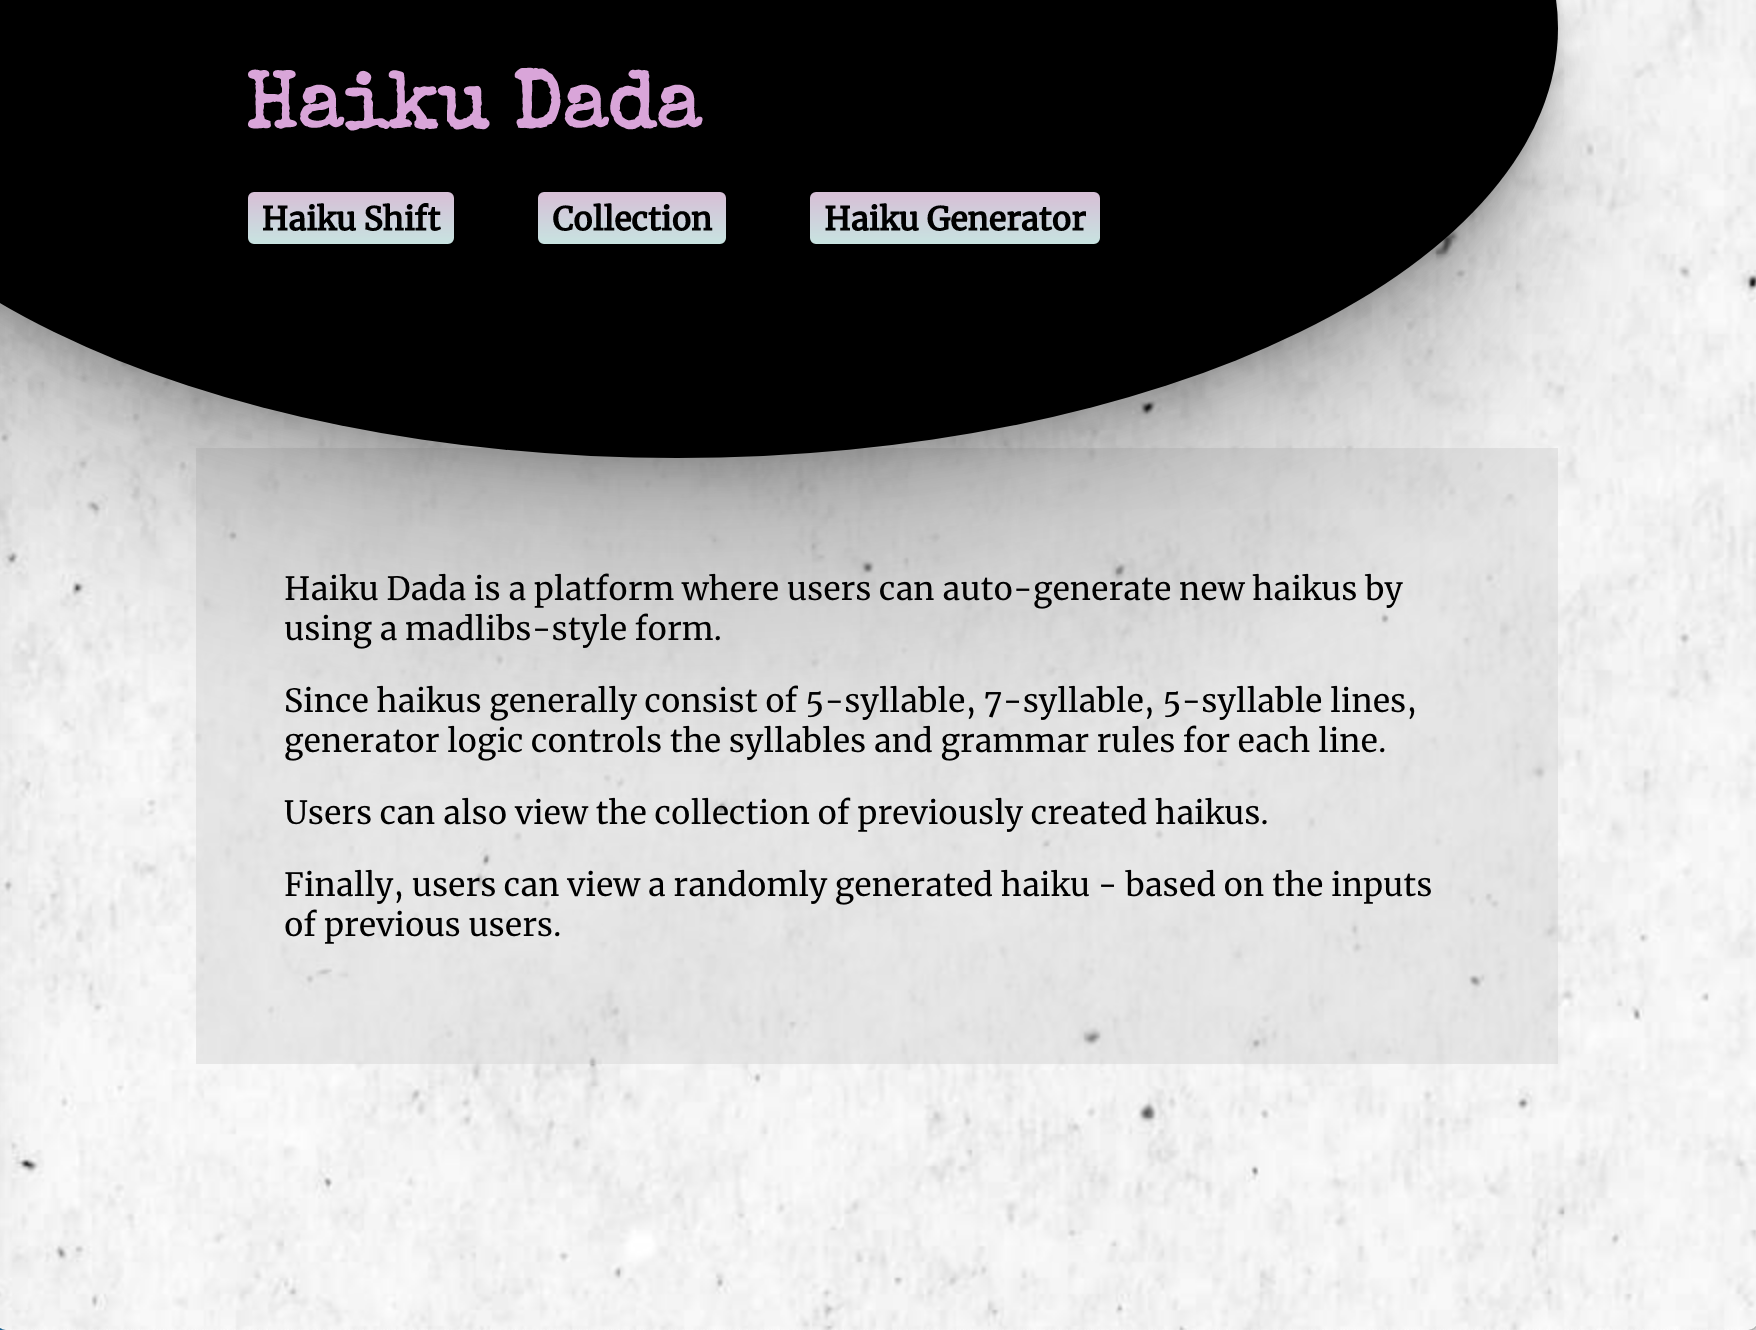 Haiku Dada
Haiku Shift
Collection
Haiku Generator
Haiku Dada is a platform where users can auto-generate new haikus by
using a madlibs-style form.
Since haikus generally consist of 5-syllable, 7-syllable, 5-syllable lines,
generator logic controls the syllables and grammar rules for each line.
Users can also view the collection of previously created haikus.
Finally, users can view a randomly generated haiku - based on the inputs
of previous users.